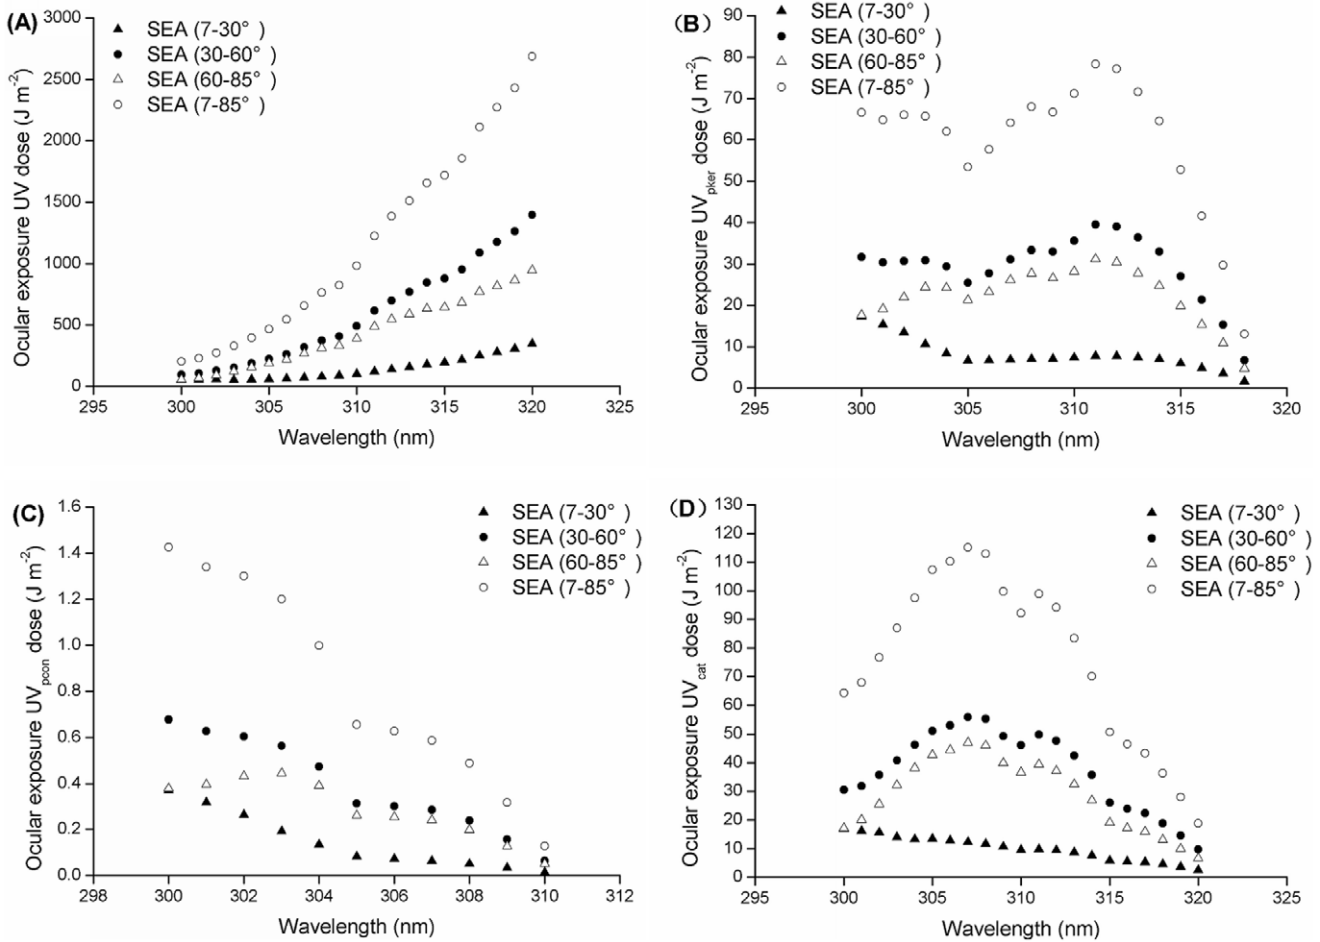 (A)
3000
2500
2000
1500
1000
500
0
295 300 305 310 315 320 325
Wavelength (nm)
Ocular exposure UV dose (J m-2)
SEA (7-30° )
SEA (30-60° )
SEA (60-85° )
SEA (7-85° )
(B)
90
80
70
60
50
40
30
20
10
0
295 300 305 310 315 320
Wavelength (nm)
Ocular exposure UVpker dose (J m-2)
SEA (7-30° )
SEA (30-60° )
SEA (60-85° )
SEA (7-85° )
(C)
1.6
1.4
1.2
1.0
0.8
0.6
0.4
0.2
0.0
298 300 302 304 306 308 310 312
Wavelength (nm)
Ocular exposure UVpcon dose (J m-2)
SEA (7-30° )
SEA (30-60° )
SEA (60-85° )
SEA (7-85° )
(D)
130
120
110
100
90
80
70
60
50
40
30
20
10
0
295 300 305 310 315 320 325
Wavelength (nm)
Ocular exposure UVcat dose (J m-2)
SEA (7-30° )
SEA (30-60° )
SEA (60-85° )
SEA (7-85° )